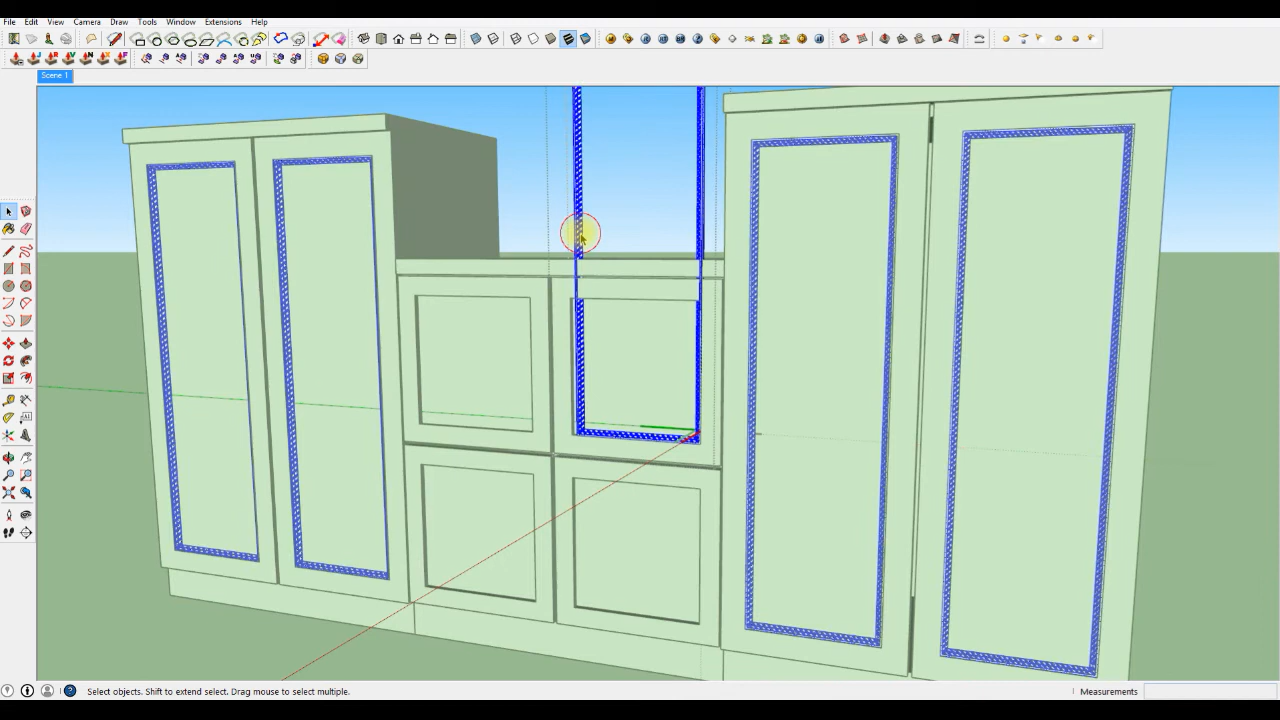 File Edit View Camera Draw Tools Window Extensions Help
Scene 1
Select objects. Shift to extend select. Drag mouse to select multiple.
Measurements